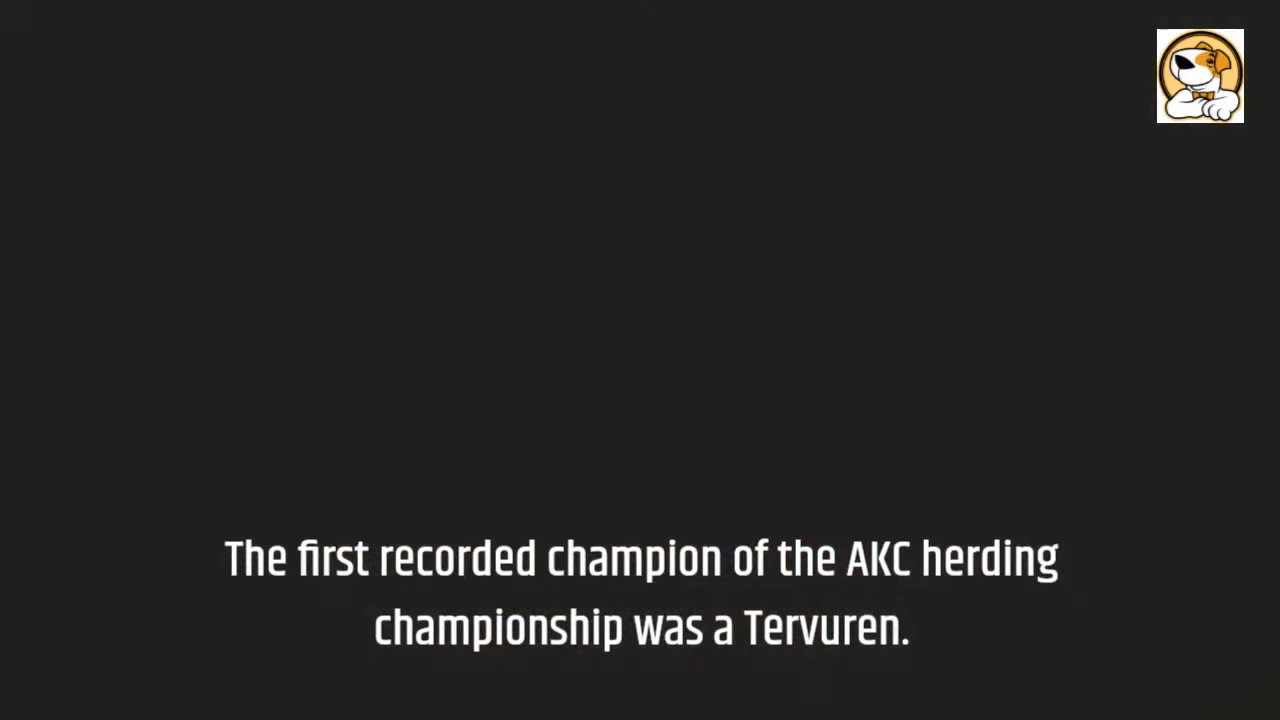 The first recorded champion of the AKC herding
championship was a Tervuren.